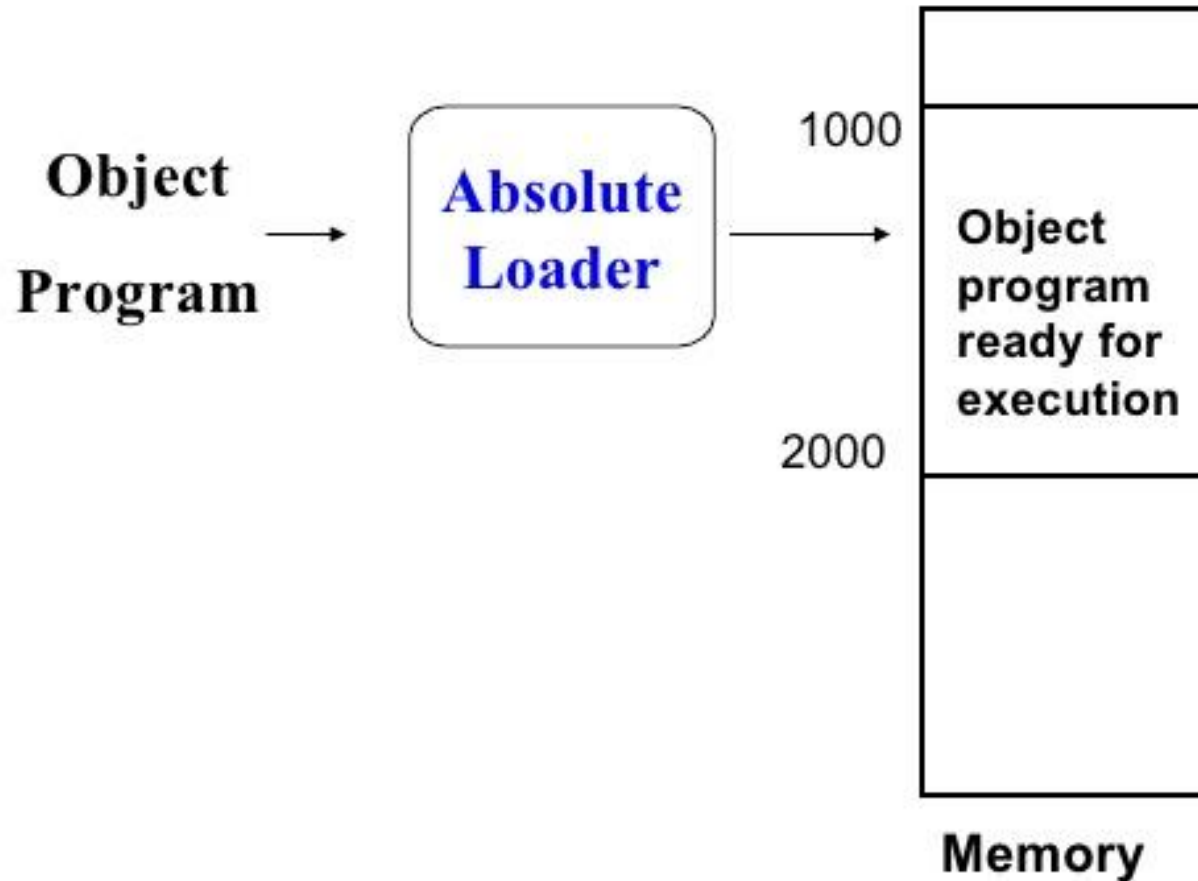 Object
Program
Absolute
Loader
1000
Object
program
ready for
execution
2000
Memory